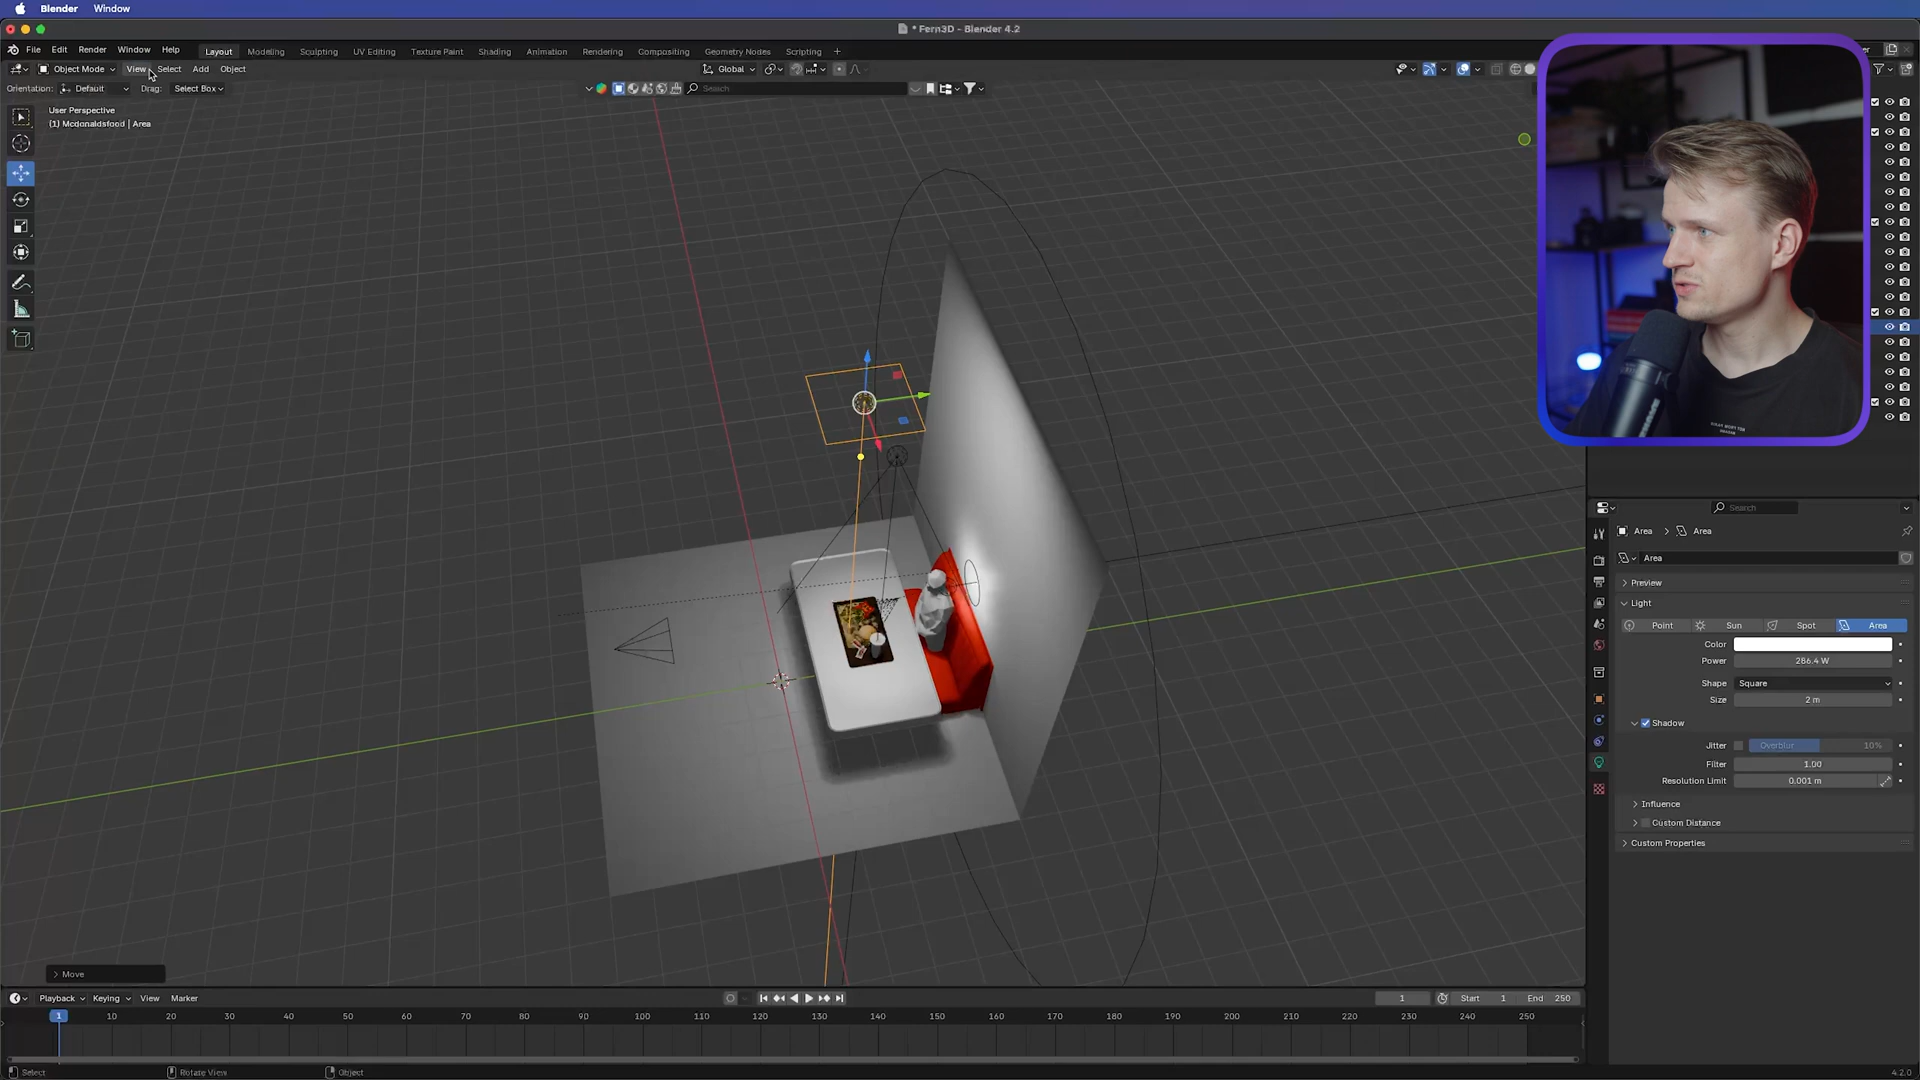 Blender Window
* Fern3D - Blender 4.2
File Edit Render Window Help Layout Modeling Sculpting UV Editing Texture Paint Shading Animation Rendering Compositing Geometry Nodes Scripting +
Object Mode View Select Add Object Global
Orientation: Default Drag: Select Box Search
User Perspective
(1) Mcdonaldsfood | Area
Search
Area > Area
Area
Preview
Light
Point Sun Spot Area
Color
Power 286.4 W
Shape Square
Size 2 m
Shadow
Jitter Overblur 10%
Filter 1.00
Resolution Limit 0.001 m
Influence
Custom Distance
Custom Properties
Move
Playback Keying View Marker 1 Start 1 End 250
1 10 20 30 40 50 60 70 80 90 100 110 120 130 140 150 160 170 180 190 200 210 220 230 240 250
Select Rotate View Object 4.2.0